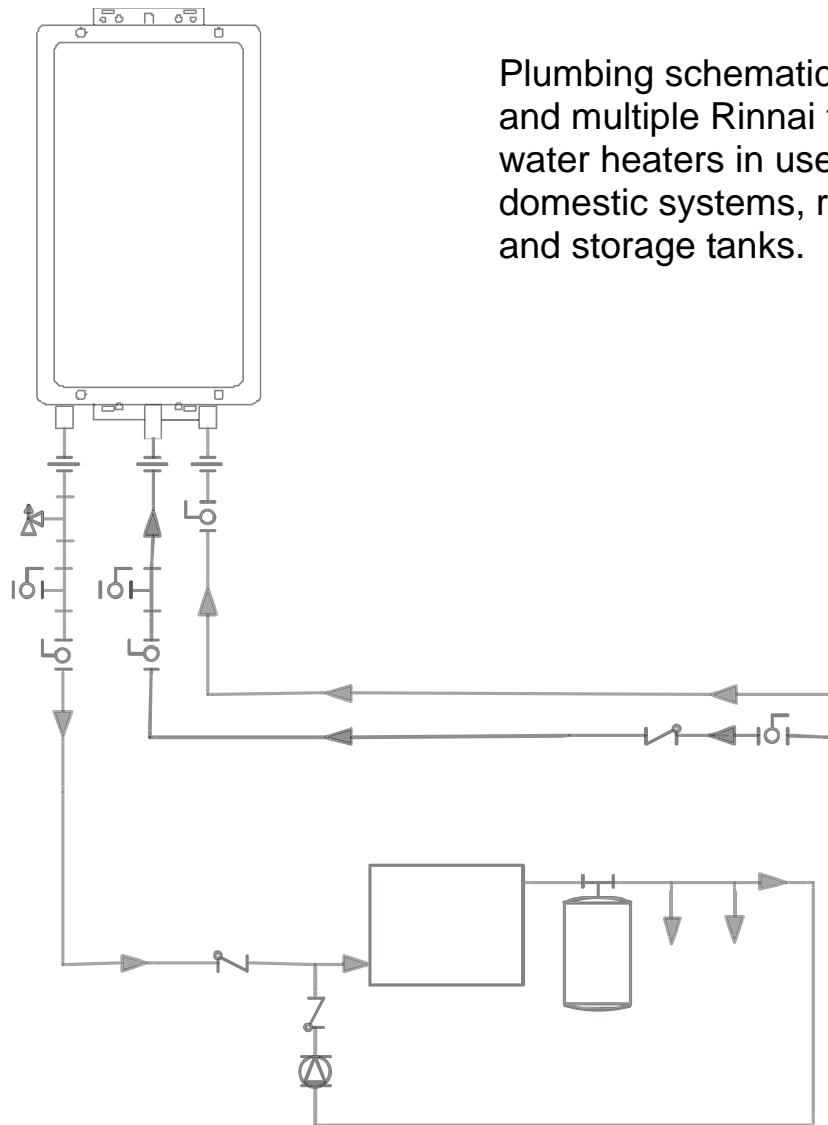 Plumbing schematic
and multiple Rinnai
water heaters in use
domestic systems,
and storage tanks.